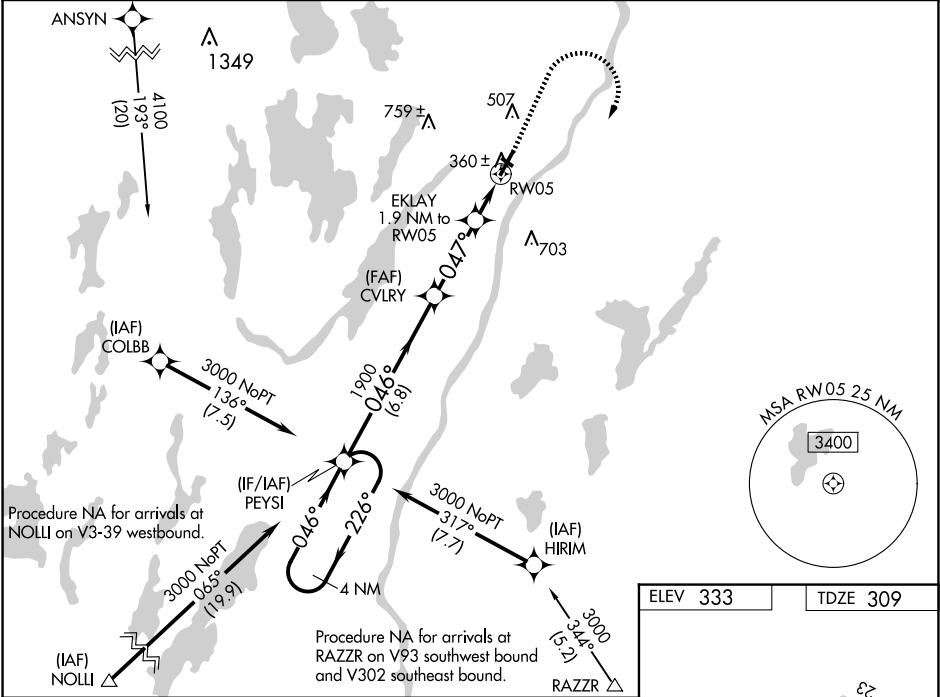 ANSYN
1349
4100
193°
(20)
759 ±
507
360 ±
RW05
EKLAY
1.9 NM to
RW05
703
047°
(FAF)
CVLRY
(IAF)
COLBB
3000 NoPT
136°
(7.5)
1900
046°
(6.8)
MSA RW 05 25 NM
3400
(IF/IAF)
PEYSI
046°
226°
4 NM
3000 NoPT
317°
(7.7)
(IAF)
HIRIM
Procedure NA for arrivals at
NOLLI on V3-39 westbound.
3000 NoPT
065°
(19.9)
(IAF)
NOLLI
Procedure NA for arrivals at
RAZZR on V93 southwest bound
and V302 southeast bound.
3000
344°
(5.2)
RAZZR
ELEV 333
TDZE 309
23